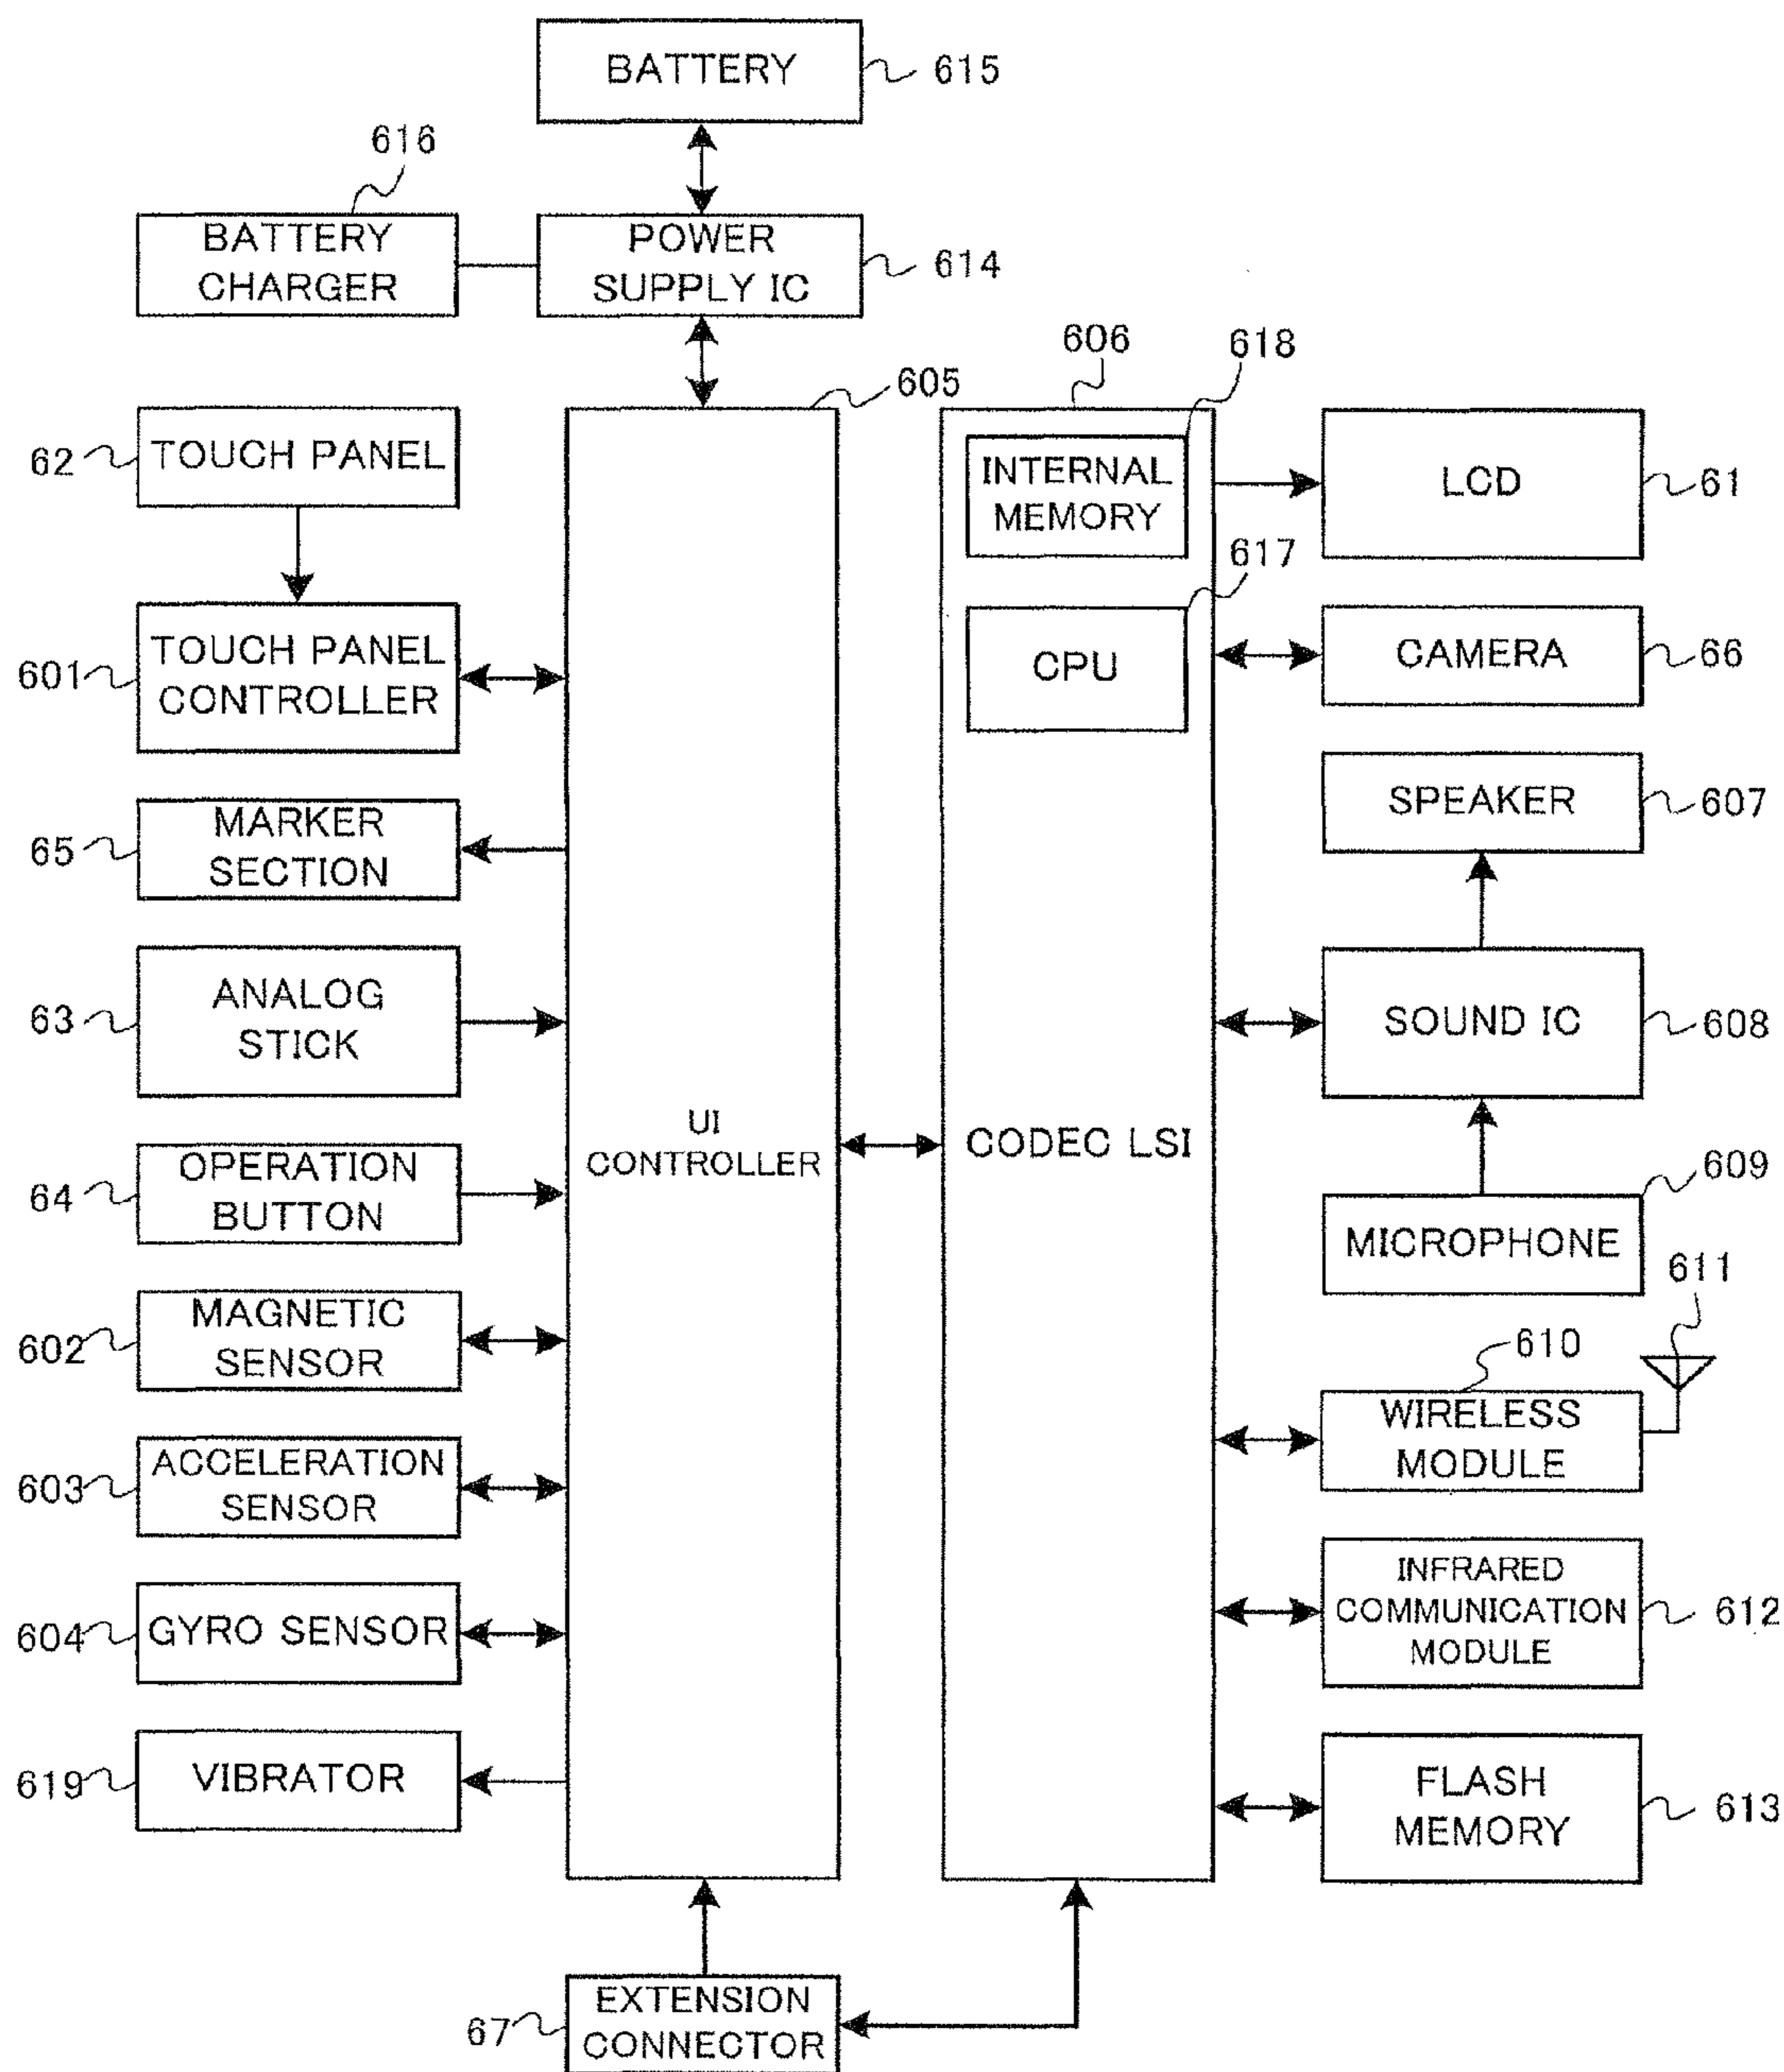 BATTERY
615
616
BATTERY
CHARGER
POWER
SUPPLY IC
614
605
606
618
62
TOUCH PANEL
INTERNAL
MEMORY
LCD
61
617
601
TOUCH PANEL
CONTROLLER
CPU
CAMERA
66
65
MARKER
SECTION
SPEAKER
607
63
ANALOG
STICK
SOUND IC
608
UI
CONTROLLER
CODEC LSI
64
OPERATION
BUTTON
609
MICROPHONE
611
602
MAGNETIC
SENSOR
610
WIRELESS
MODULE
603
ACCELERATION
SENSOR
INFRARED
COMMUNICATION
MODULE
612
604
GYRO SENSOR
619
VIBRATOR
FLASH
MEMORY
613
67
EXTENSION
CONNECTOR